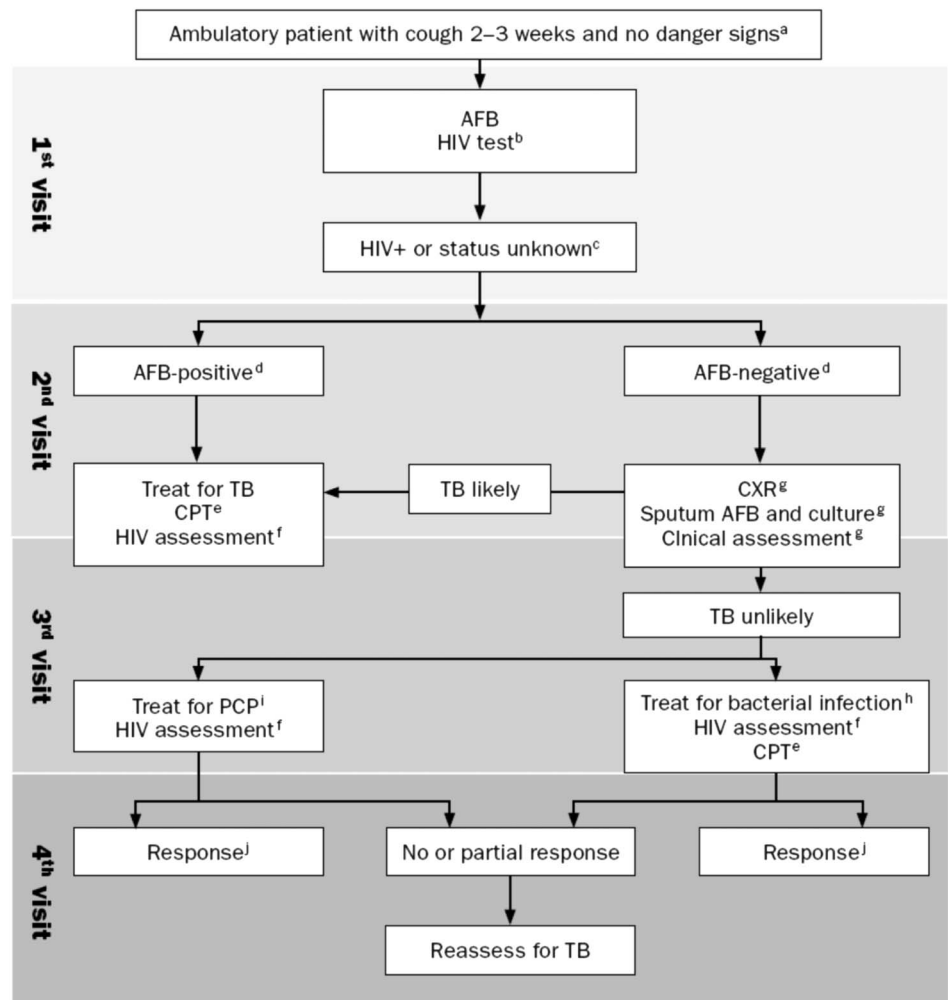 Ambulatory patient with cough 2–3 weeks and no danger signsᵃ
1st visit
AFB
HIV testᵇ
HIV+ or status unknownᶜ
2nd visit
AFB-positiveᵈ
AFB-negativeᵈ
Treat for TB
CPTᵉ
HIV assessmentᶠ
TB likely
CXRᵍ
Sputum AFB and cultureᵍ
Clnical assessmentᵍ
3rd visit
TB unlikely
Treat for PCPⁱ
HIV assessmentᶠ
Treat for bacterial infectionʰ
HIV assessmentᶠ
CPTᵉ
4th visit
Responseʲ
No or partial response
Responseʲ
Reassess for TB